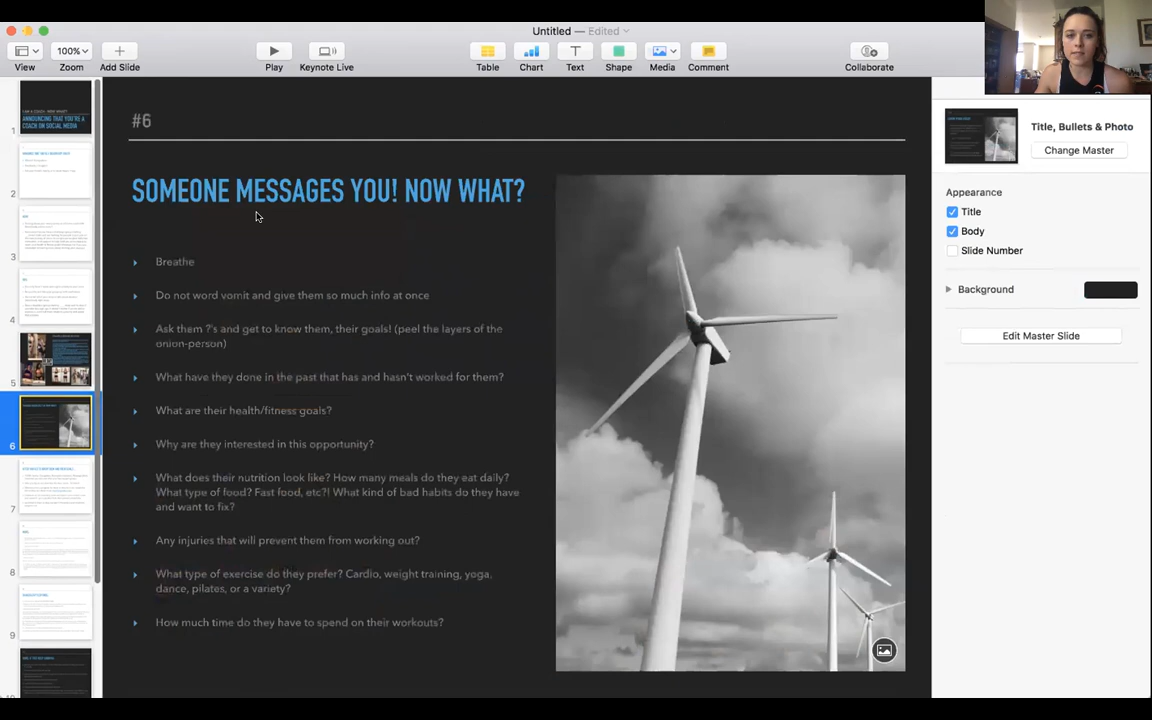 Untitled — Edited
100%
View
Zoom
Add Slide
Play
Keynote Live
Table
Chart
Text
Shape
Media
Comment
Collaborate
1
2
3
4
5
6
7
8
9
ANNOUNCING THAT YOU'RE A
COACH ON SOCIAL MEDIA
#6
SOMEONE MESSAGES YOU! NOW WHAT?
Breathe
Do not word vomit and give them so much info at once
Ask them ?'s and get to know them, their goals! (peel the layers of the
onion-person)
What have they done in the past that has and hasn't worked for them?
What are their health/fitness goals?
Why are they interested in this opportunity?
What does their nutrition look like? How many meals do they eat daily?
What type of food? Fast food, etc?! What kind of bad habits do they have
and want to fix?
Any injuries that will prevent them from working out?
What type of exercise do they prefer? Cardio, weight training, yoga,
dance, pilates, or a variety?
How much time do they have to spend on their workouts?
Title, Bullets & Photo
Change Master
Appearance
Title
Body
Slide Number
Background
Edit Master Slide